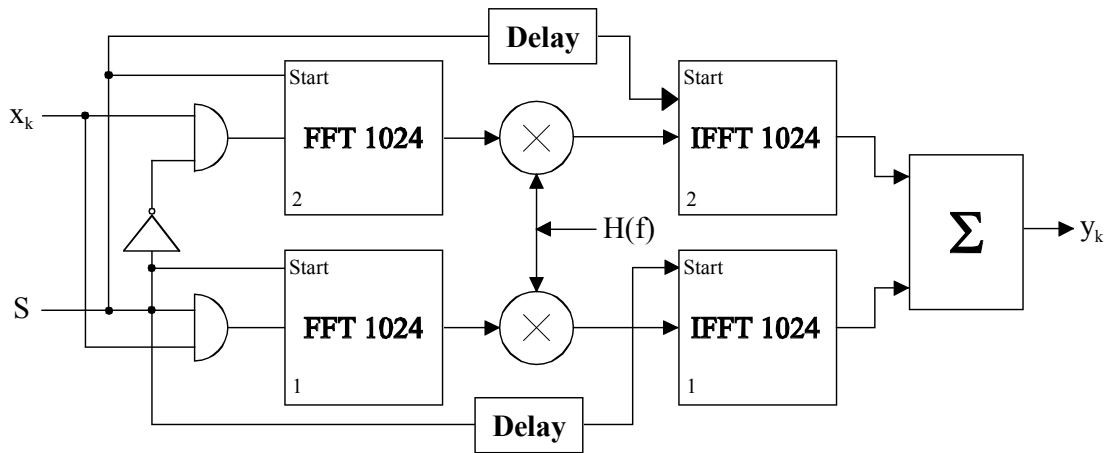 Delay
Start
Start
x_k
FFT 1024
IFFT 1024
2
2
H(f)
Σ
y_k
Start
Start
S
FFT 1024
IFFT 1024
1
1
Delay